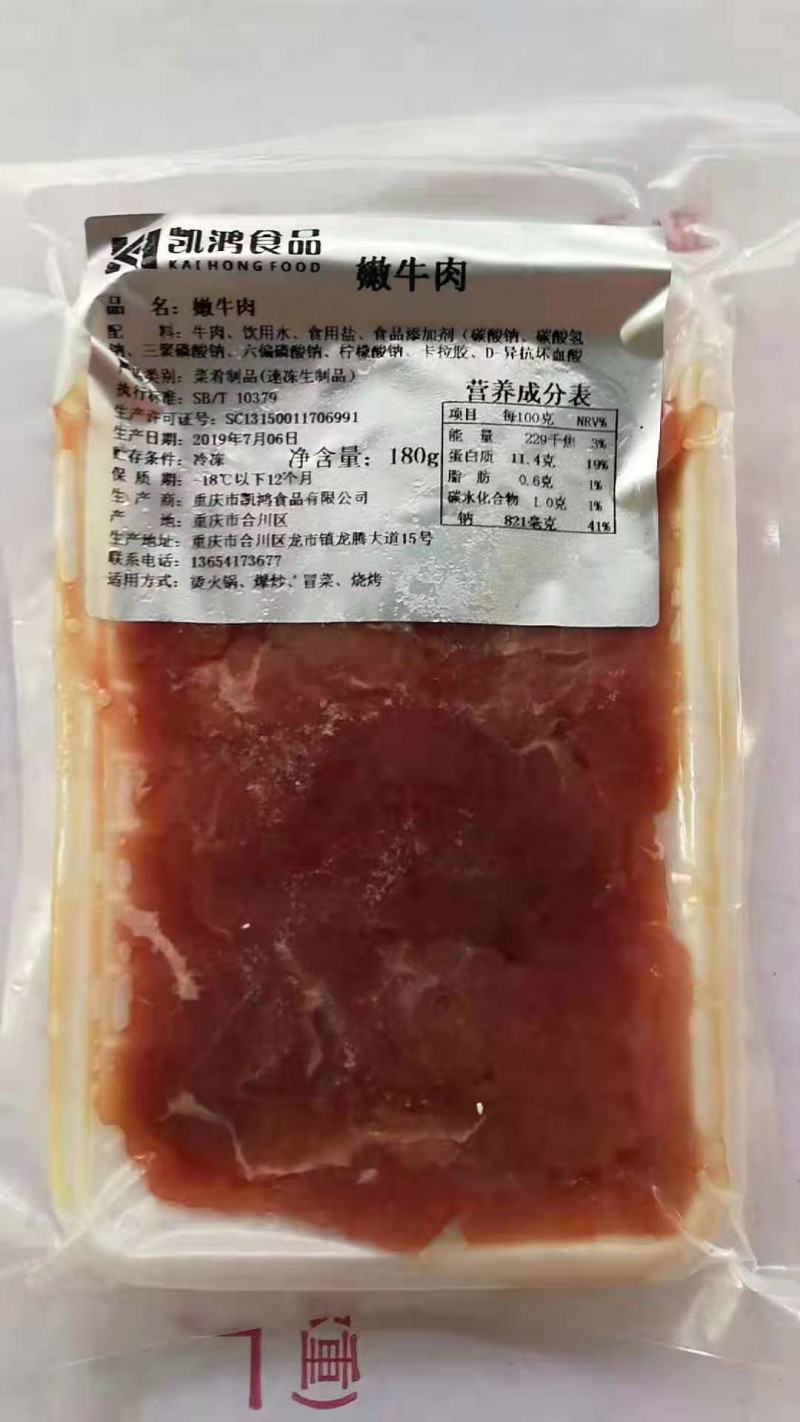 凯鸿食品
KAIHONG FOOD
嫩牛肉
品 名：嫩牛肉
配 料：牛肉、饮用水、食用盐、食品添加剂（碳酸钠、碳酸氢
钠、三聚磷酸钠、六偏磷酸钠、柠檬酸钠、卡拉胶、D-异抗坏血酸
品类别：菜肴制品(速冻生制品)
执行标准：SB/T 10379
生产许可证号：SC13150011706991
生产日期：2019年7月06日
贮存条件：冷冻
净含量：180g
保 质 期：-18℃以下12个月
生 产 商：重庆市凯鸿食品有限公司
产 地：重庆市合川区
生产地址：重庆市合川区龙市镇龙腾大道15号
联系电话：13654173677
适用方式：烫火锅、爆炒、冒菜、烧烤
营养成分表
项目 每100克 NRV%
能 量 229千焦 3%
蛋白质 11.4克 19%
脂 肪 0.6克 1%
碳水化合物 1.0克 1%
钠 821毫克 41%